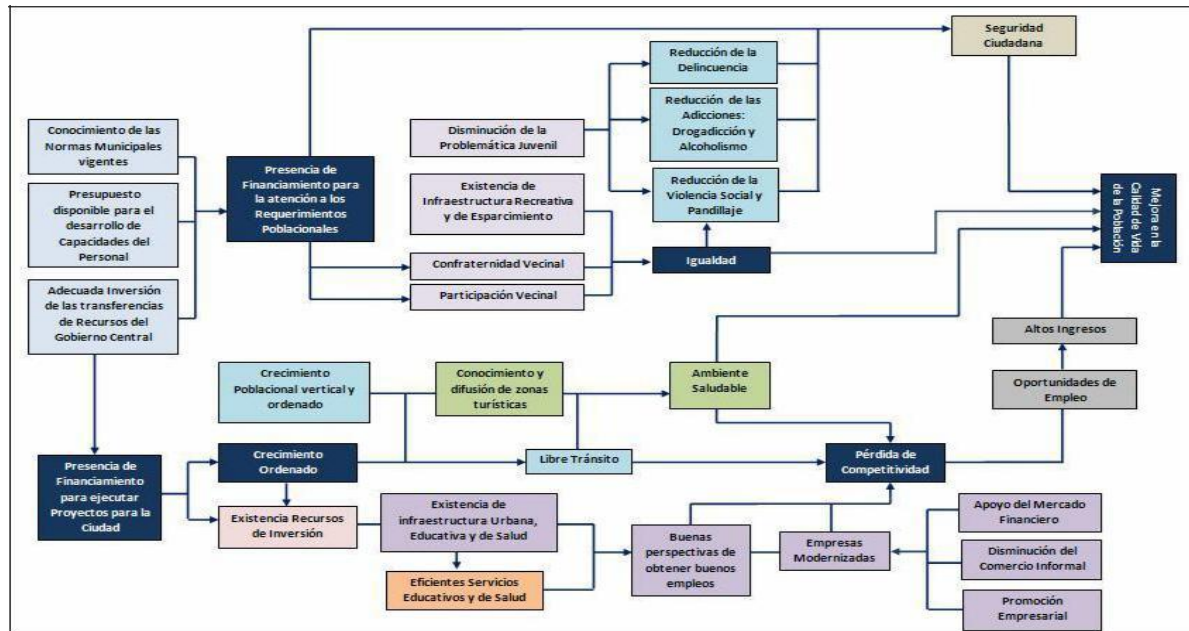 Seguridad
Ciudadana
Reducción de la
Delincuencia
Reducción  de las
Adicciones:
Drogadicción y
Alcoholismo
Reducción de la
Violencia Social y
Pandillaje
Conocimiento de las
Normas Municipales
vigentes
Presupuesto
disponible para el
desarrollo de
Capacidades del
Personal
Adecuada Inversión
de las transferencias
de Recursos del
Gobierno Central
Presencia de
Financiamiento para
la atención a los
Requerimientos
Poblacionales
Disminución de la
Problemática Juvenil
Existencia de
Infraestructura Recreativa
y de Esparcimiento
Confraternidad Vecinal
Participación Vecinal
Igualdad
Mejora en la
Calidad de Vida
de la Población
Altos Ingresos
Oportunidades de
Empleo
Crecimiento
Poblacional vertical y
ordenado
Conocimiento y
difusión de zonas
turísticas
Ambiente
Saludable
Presencia de
Financiamiento
para ejecutar
Proyectos para la
Ciudad
Crecimiento
Ordenado
Libre Tránsito
Pérdida de
Competitividad
Existencia Recursos
de Inversión
Existencia de
infraestructura Urbana,
Educativa y de Salud
Eficientes Servicios
Educativos y de Salud
Buenas
perspectivas de
obtener buenos
empleos
Empresas
Modernizadas
Apoyo del Mercado
Financiero
Disminución del
Comercio Informal
Promoción
Empresarial